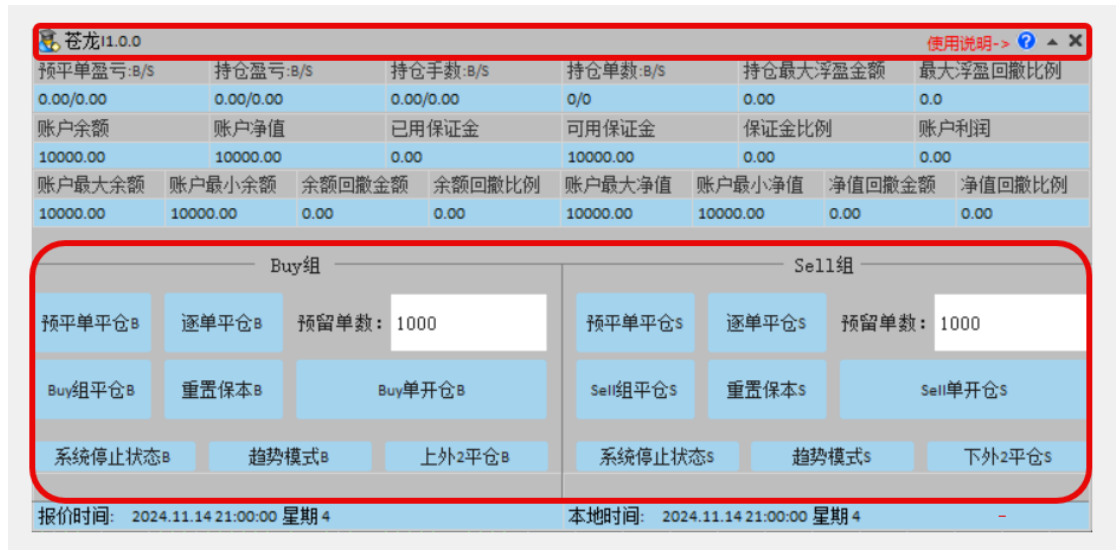 苍龙I1.0.0 使用说明-> ?
预平单盈亏:B/S 持仓盈亏:B/S 持仓手数:B/S 持仓单数:B/S 持仓最大浮盈金额 最大浮盈回撤比例
0.00/0.00 0.00/0.00 0.00/0.00 0/0 0.00 0.0
账户余额 账户净值 已用保证金 可用保证金 保证金比例 账户利润
10000.00 10000.00 0.00 10000.00 0.00 0.00
账户最大余额 账户最小余额 余额回撤金额 余额回撤比例 账户最大净值 账户最小净值 净值回撤金额 净值回撤比例
10000.00 10000.00 0.00 0.00 10000.00 10000.00 0.00 0.00
Buy组 Sell组
预平单平仓B 逐单平仓B 预留单数: 1000 预平单平仓S 逐单平仓S 预留单数: 1000
Buy组平仓B 重置保本B Buy单开仓B Sell组平仓S 重置保本S Sell单开仓S
系统停止状态B 趋势模式B 上外2平仓B 系统停止状态S 趋势模式S 下外2平仓S
报价时间: 2024.11.14 21:00:00 星期4 本地时间: 2024.11.14 21:00:00 星期4 -